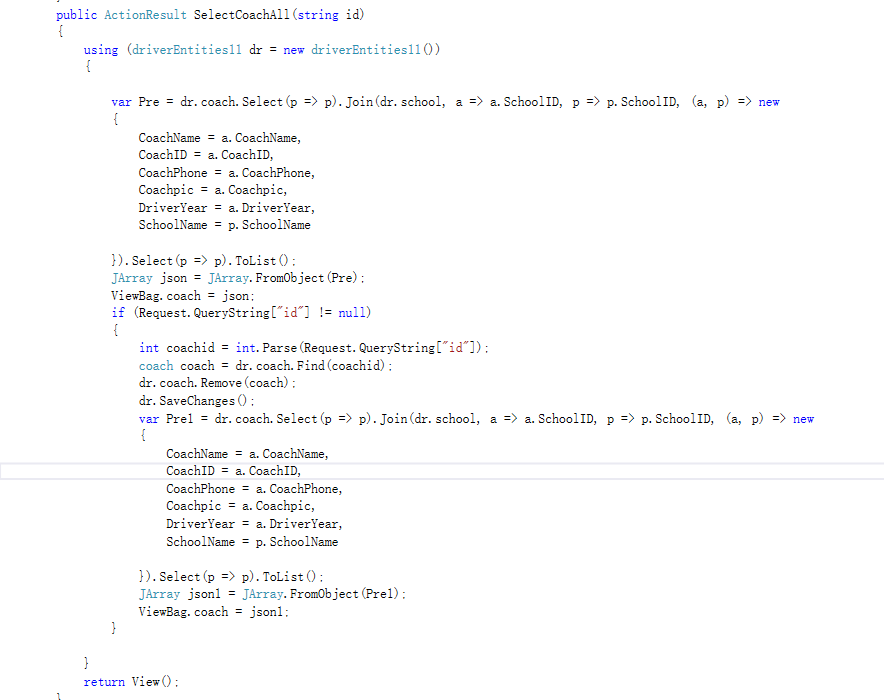 public ActionResult SelectCoachAll(string id)
{
using (driverEntities11 dr = new driverEntities11())
{
var Pre = dr.coach.Select(p => p).Join(dr.school, a => a.SchoolID, p => p.SchoolID, (a, p) => new
{
CoachName = a.CoachName,
CoachID = a.CoachID,
CoachPhone = a.CoachPhone,
Coachpic = a.Coachpic,
DriverYear = a.DriverYear,
SchoolName = p.SchoolName
}).Select(p => p).ToList();
JArray json = JArray.FromObject(Pre);
ViewBag.coach = json;
if (Request.QueryString["id"] != null)
{
int coachid = int.Parse(Request.QueryString["id"]);
coach coach = dr.coach.Find(coachid);
dr.coach.Remove(coach);
dr.SaveChanges();
var Pre1 = dr.coach.Select(p => p).Join(dr.school, a => a.SchoolID, p => p.SchoolID, (a, p) => new
{
CoachName = a.CoachName,
CoachID = a.CoachID,
CoachPhone = a.CoachPhone,
Coachpic = a.Coachpic,
DriverYear = a.DriverYear,
SchoolName = p.SchoolName
}).Select(p => p).ToList();
JArray json1 = JArray.FromObject(Pre1);
ViewBag.coach = json1;
}
}
return View();
}